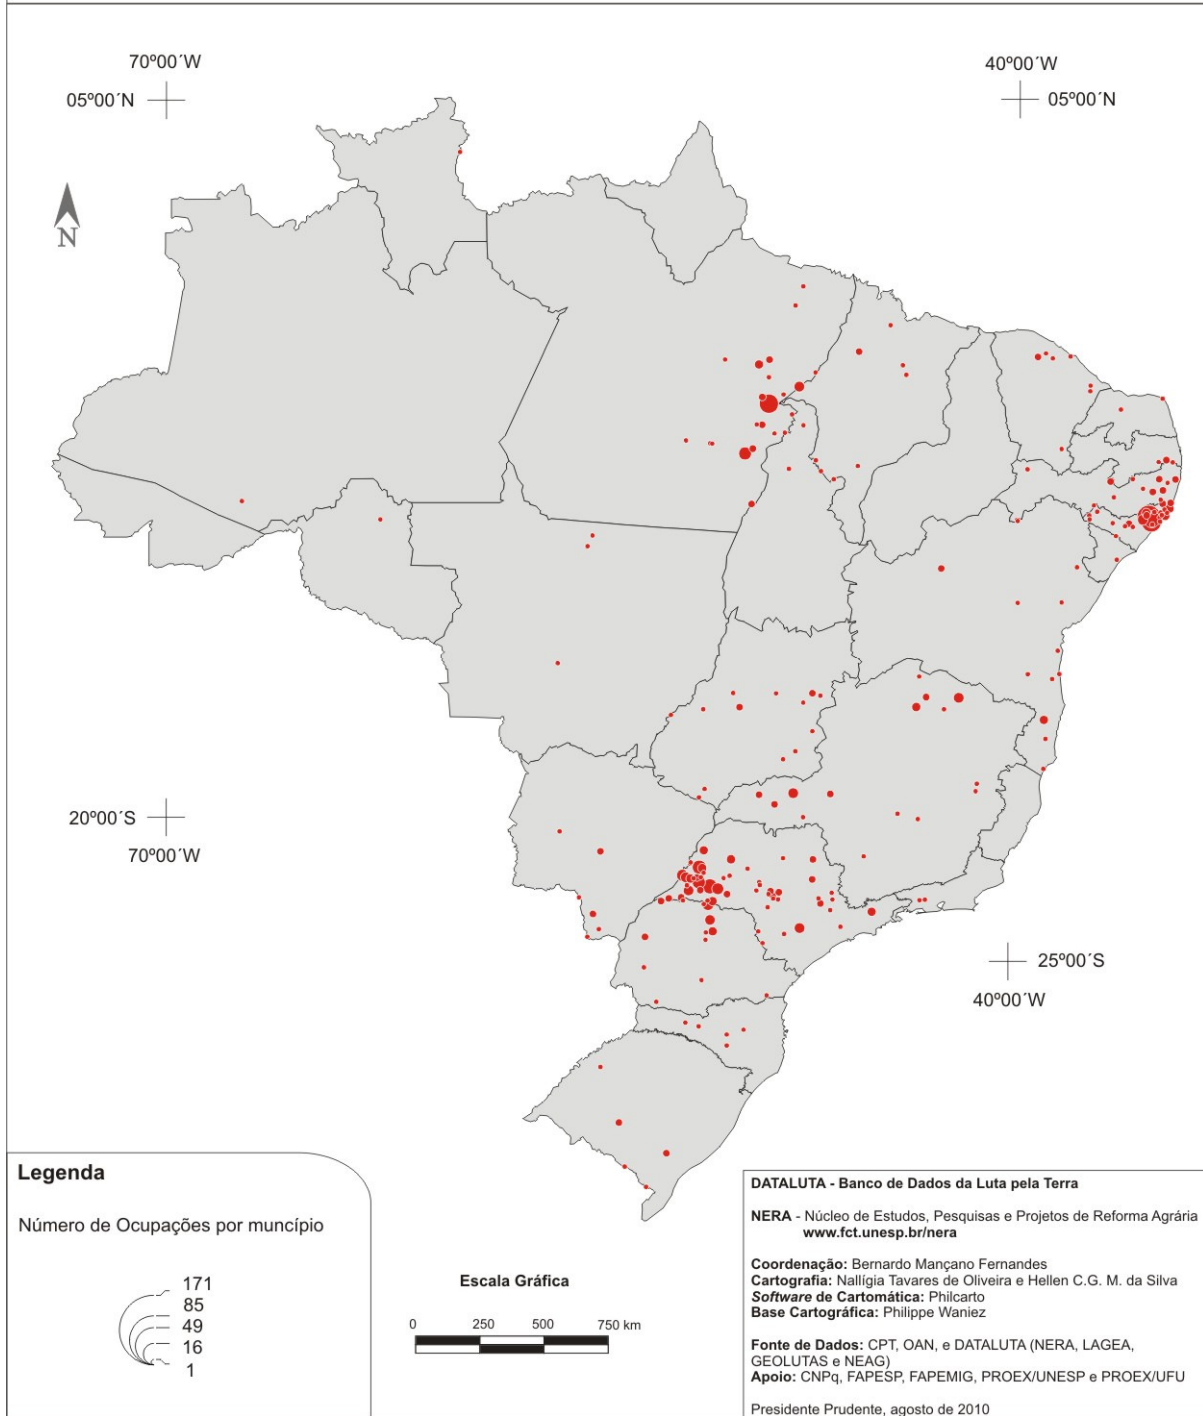 70º00´W
40º00´W
05º00´N
05º00´N
N
20º00´S
70º00´W
25º00´S
40º00´W
Legenda
Número de Ocupações por muncípio
171
85
49
16
1
Escala Gráfica
0 250 500 750 km
DATALUTA - Banco de Dados da Luta pela Terra
NERA - Núcleo de Estudos, Pesquisas e Projetos de Reforma Agrária
www.fct.unesp.br/nera
Coordenação: Bernardo Mançano Fernandes
Cartografia: Nallígia Tavares de Oliveira e Hellen C.G. M. da Silva
Software de Cartomática: Philcarto
Base Cartográfica: Philippe Waniez
Fonte de Dados: CPT, OAN, e DATALUTA (NERA, LAGEA,
GEOLUTAS e NEAG)
Apoio: CNPq, FAPESP, FAPEMIG, PROEX/UNESP e PROEX/UFU
Presidente Prudente, agosto de 2010